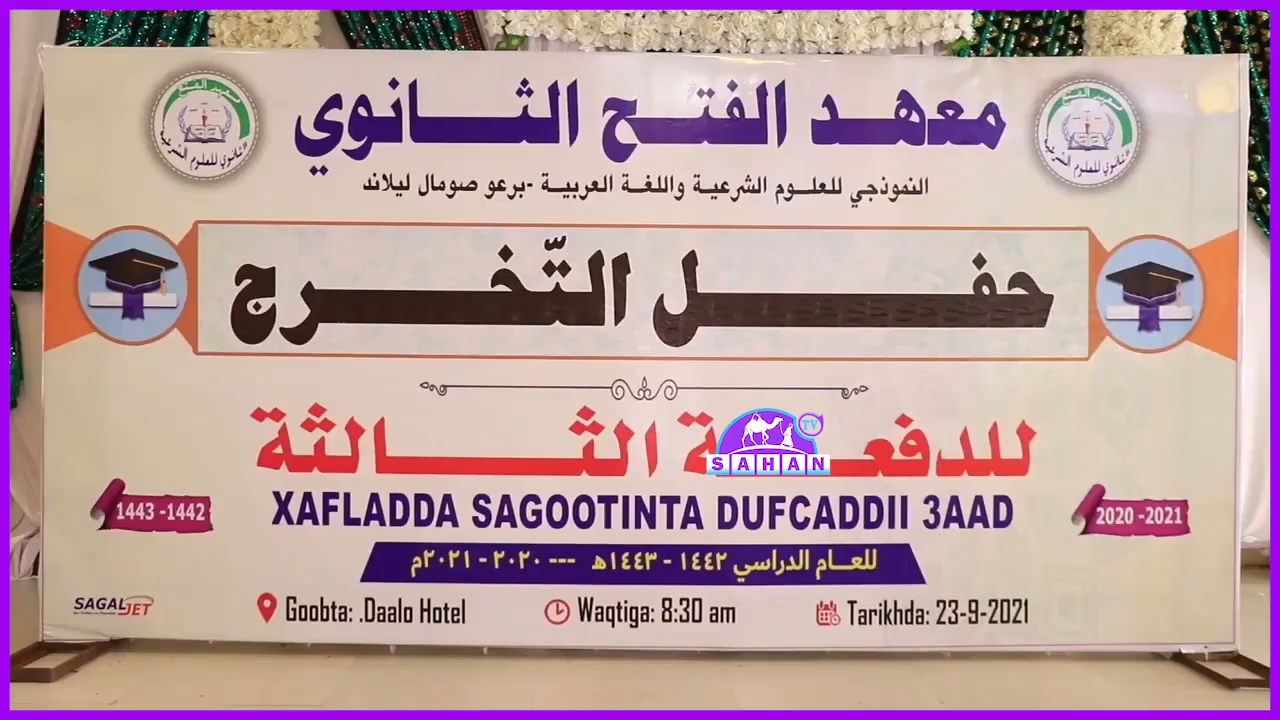 معهد الفتح الثانوي
النموذجي للعلوم الشرعية واللغة العربية -برعو صومال ليلاند
حفل التّخرج
للدفعة الثالثة
SAHAN TV
XAFLADDA SAGOOTINTA DUFCADDII 3AAD
1443 -1442
2020 -2021
للعام الدراسي ١٤٤٢ - ١٤٤٣ه --- ٢٠٢٠ - ٢٠٢١م
SAGALJET
Goobta: .Daalo Hotel
Waqtiga: 8:30 am
Tarikhda: 23-9-2021